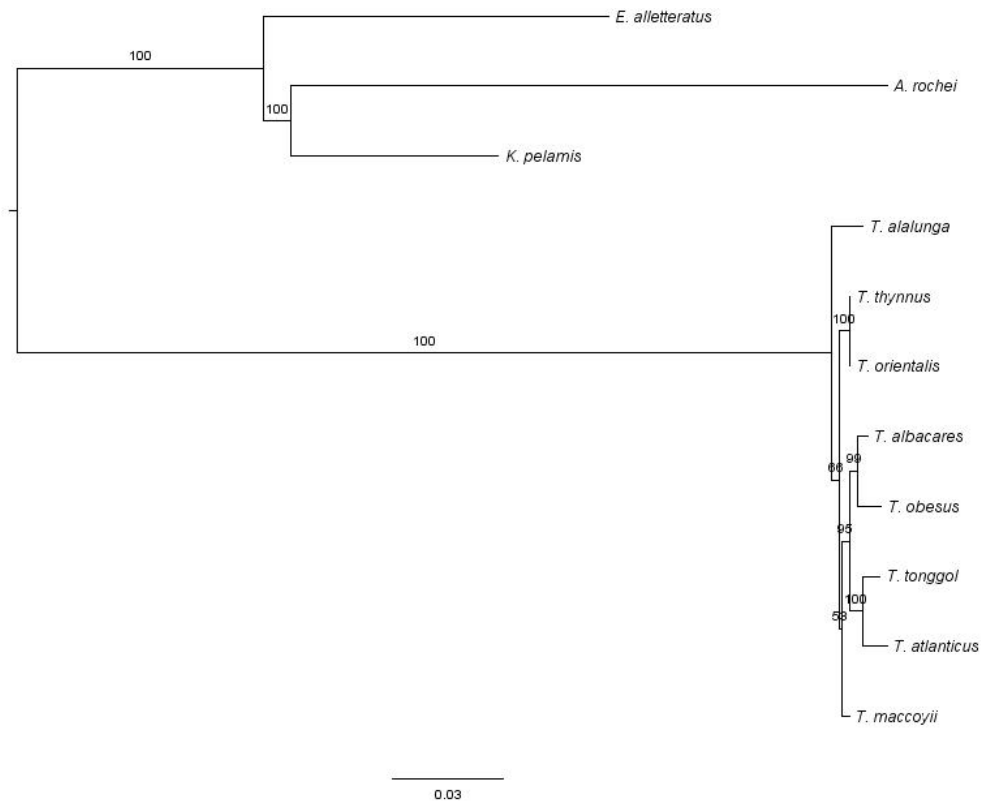 E. alletteratus
100
A. rochei
100
K. pelamis
T. alalunga
T. thynnus
100
100
T. orientalis
T. albacares
99
66
T. obesus
95
T. tonggol
100
58
T. atlanticus
T. maccoyii
0.03